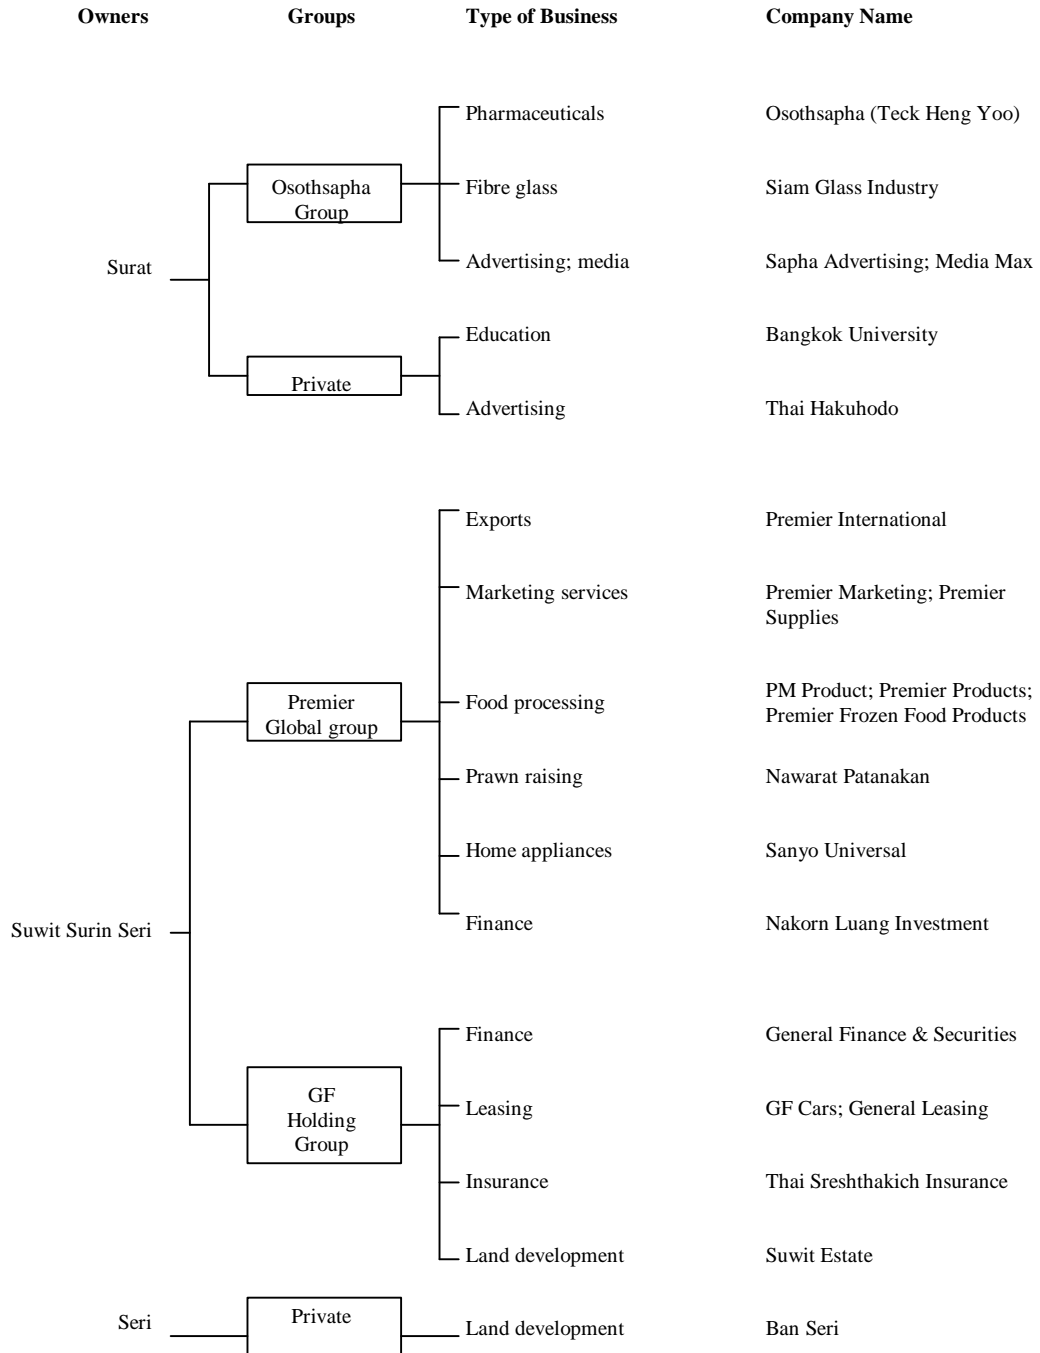 Owners Groups Type of Business Company Name
Pharmaceuticals Osothsapha (Teck Heng Yoo)
Osothsapha
Group
Fibre glass Siam Glass Industry
Surat
Advertising; media Sapha Advertising; Media Max
Education Bangkok University
Private
Advertising Thai Hakuhodo
Exports Premier International
Marketing services Premier Marketing; Premier
Supplies
Premier
Global group
Food processing PM Product; Premier Products;
Premier Frozen Food Products
Prawn raising Nawarat Patanakan
Home appliances Sanyo Universal
Suwit Surin Seri
Finance Nakorn Luang Investment
Finance General Finance & Securities
GF
Holding
Group
Leasing GF Cars; General Leasing
Insurance Thai Sreshthakich Insurance
Land development Suwit Estate
Seri Private Land development Ban Seri